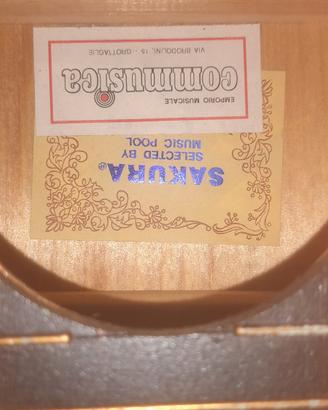 EMPORIO MUSICALE
commusica
VIA BRODOLINI, 15 - GROTTAGLIE
SAKURA®
SELECTED BY
MUSIC POOL